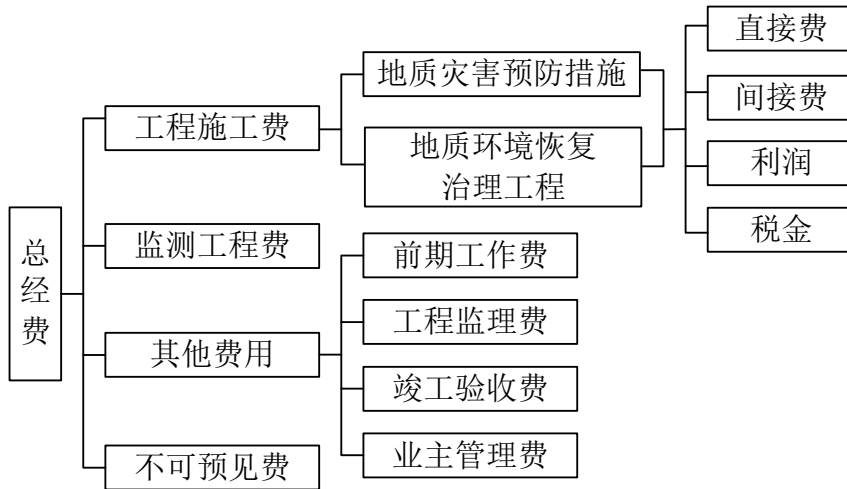 总经费
工程施工费
监测工程费
其他费用
不可预见费
地质灾害预防措施
地质环境恢复
治理工程
前期工作费
工程监理费
竣工验收费
业主管理费
直接费
间接费
利润
税金